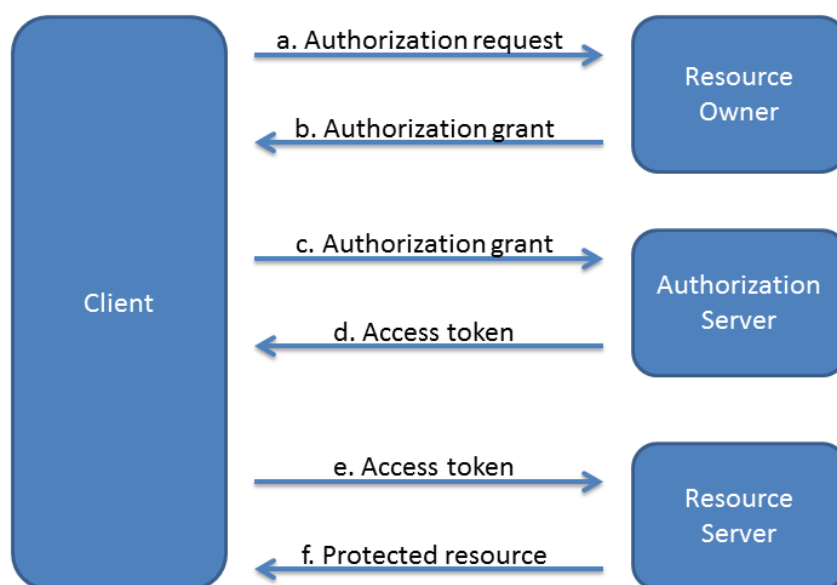 a. Authorization request
Resource
Owner
b. Authorization grant
c. Authorization grant
Client
Authorization
Server
d. Access token
e. Access token
Resource
Server
f. Protected resource